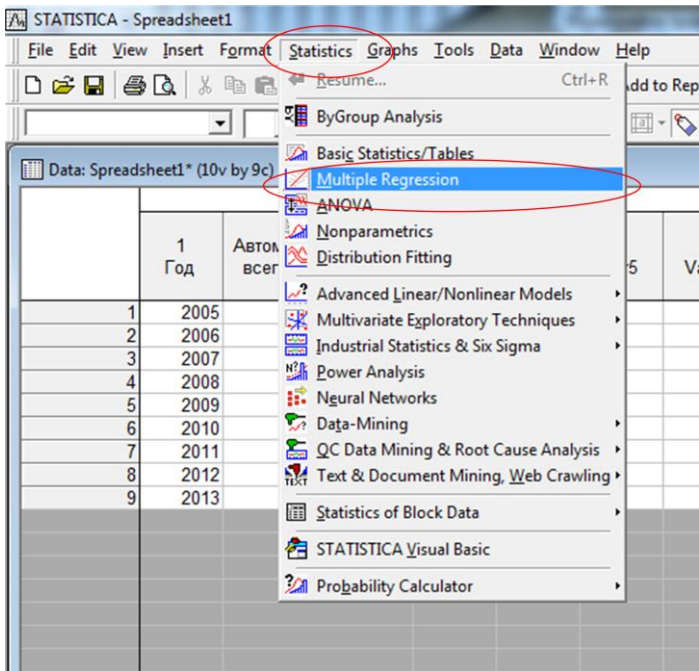 STATISTICA - Spreadsheet1
File Edit View Insert Format Statistics Graphs Tools Data Window Help
Resume... Ctrl+R
Add to Rep
ByGroup Analysis
Data: Spreadsheet1* (10v by 9c)
Basic Statistics/Tables
Multiple Regression
ANOVA
Nonparametrics
Distribution Fitting
Advanced Linear/Nonlinear Models
Multivariate Exploratory Techniques
Industrial Statistics & Six Sigma
Power Analysis
Neural Networks
Data-Mining
QC Data Mining & Root Cause Analysis
Text & Document Mining, Web Crawling
Statistics of Block Data
STATISTICA Visual Basic
Probability Calculator
1
Год
1 2005
2 2006
3 2007
4 2008
5 2009
6 2010
7 2011
8 2012
9 2013